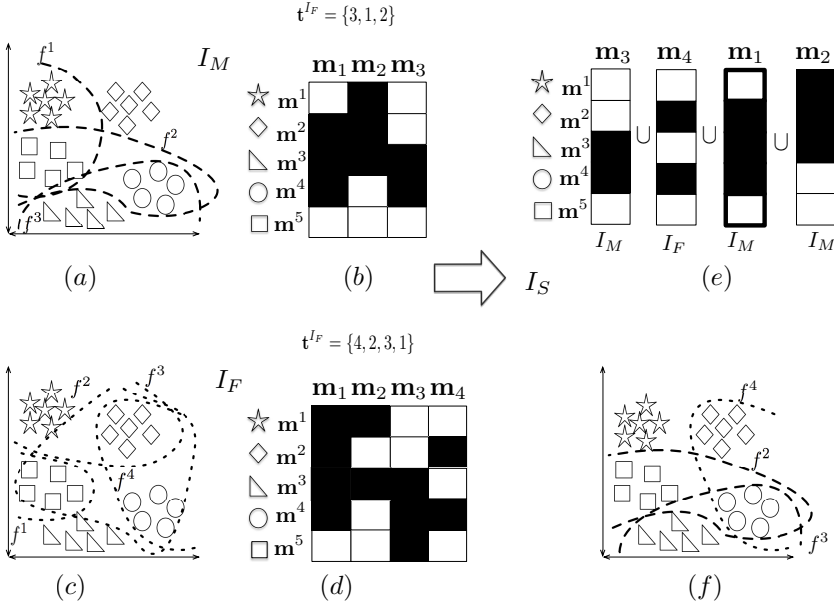 t^{I_F} = {3, 1, 2}
f^1
I_M
f^2
f^3
(a)
m_1 m_2 m_3
m^1
m^2
m^3
m^4
m^5
(b)
m_3 m_4 m_1 m_2
m^1
m^2
m^3
m^4
m^5
∪ ∪ ∪
I_M I_F I_M I_M
I_S
(e)
t^{I_F} = {4, 2, 3, 1}
f^3
f^2
I_F
f^4
f^1
(c)
m_1 m_2 m_3 m_4
m^1
m^2
m^3
m^4
m^5
(d)
f^4
f^2
f^3
(f)